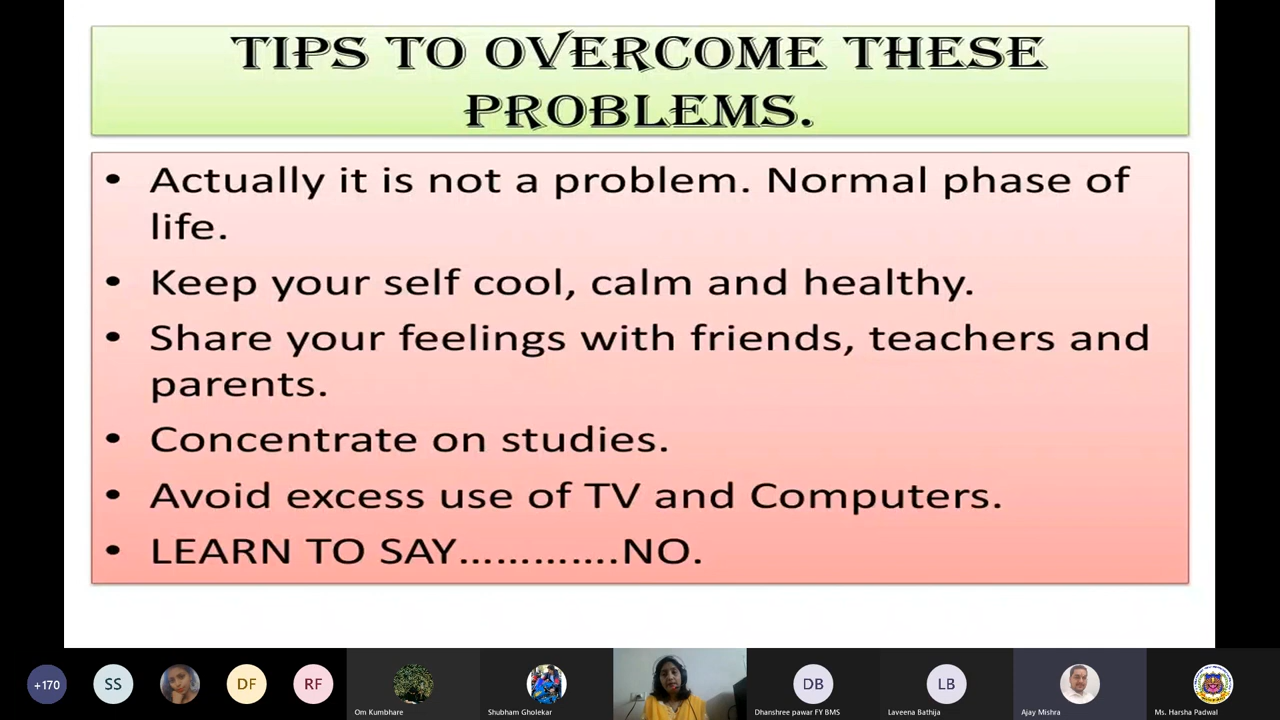 TIPS TO OVERCOME THESE
PROBLEMS.
• Actually it is not a problem. Normal phase of
life.
• Keep your self cool, calm and healthy.
• Share your feelings with friends, teachers and
parents.
• Concentrate on studies.
• Avoid excess use of TV and Computers.
• LEARN TO SAY.............NO.
+170 SS DF RF DB LB
Om Kumbhare Shubham Gholekar Dhanshree pawar FY BMS Laveena Bathija Ajay Mishra Ms. Harsha Padwal